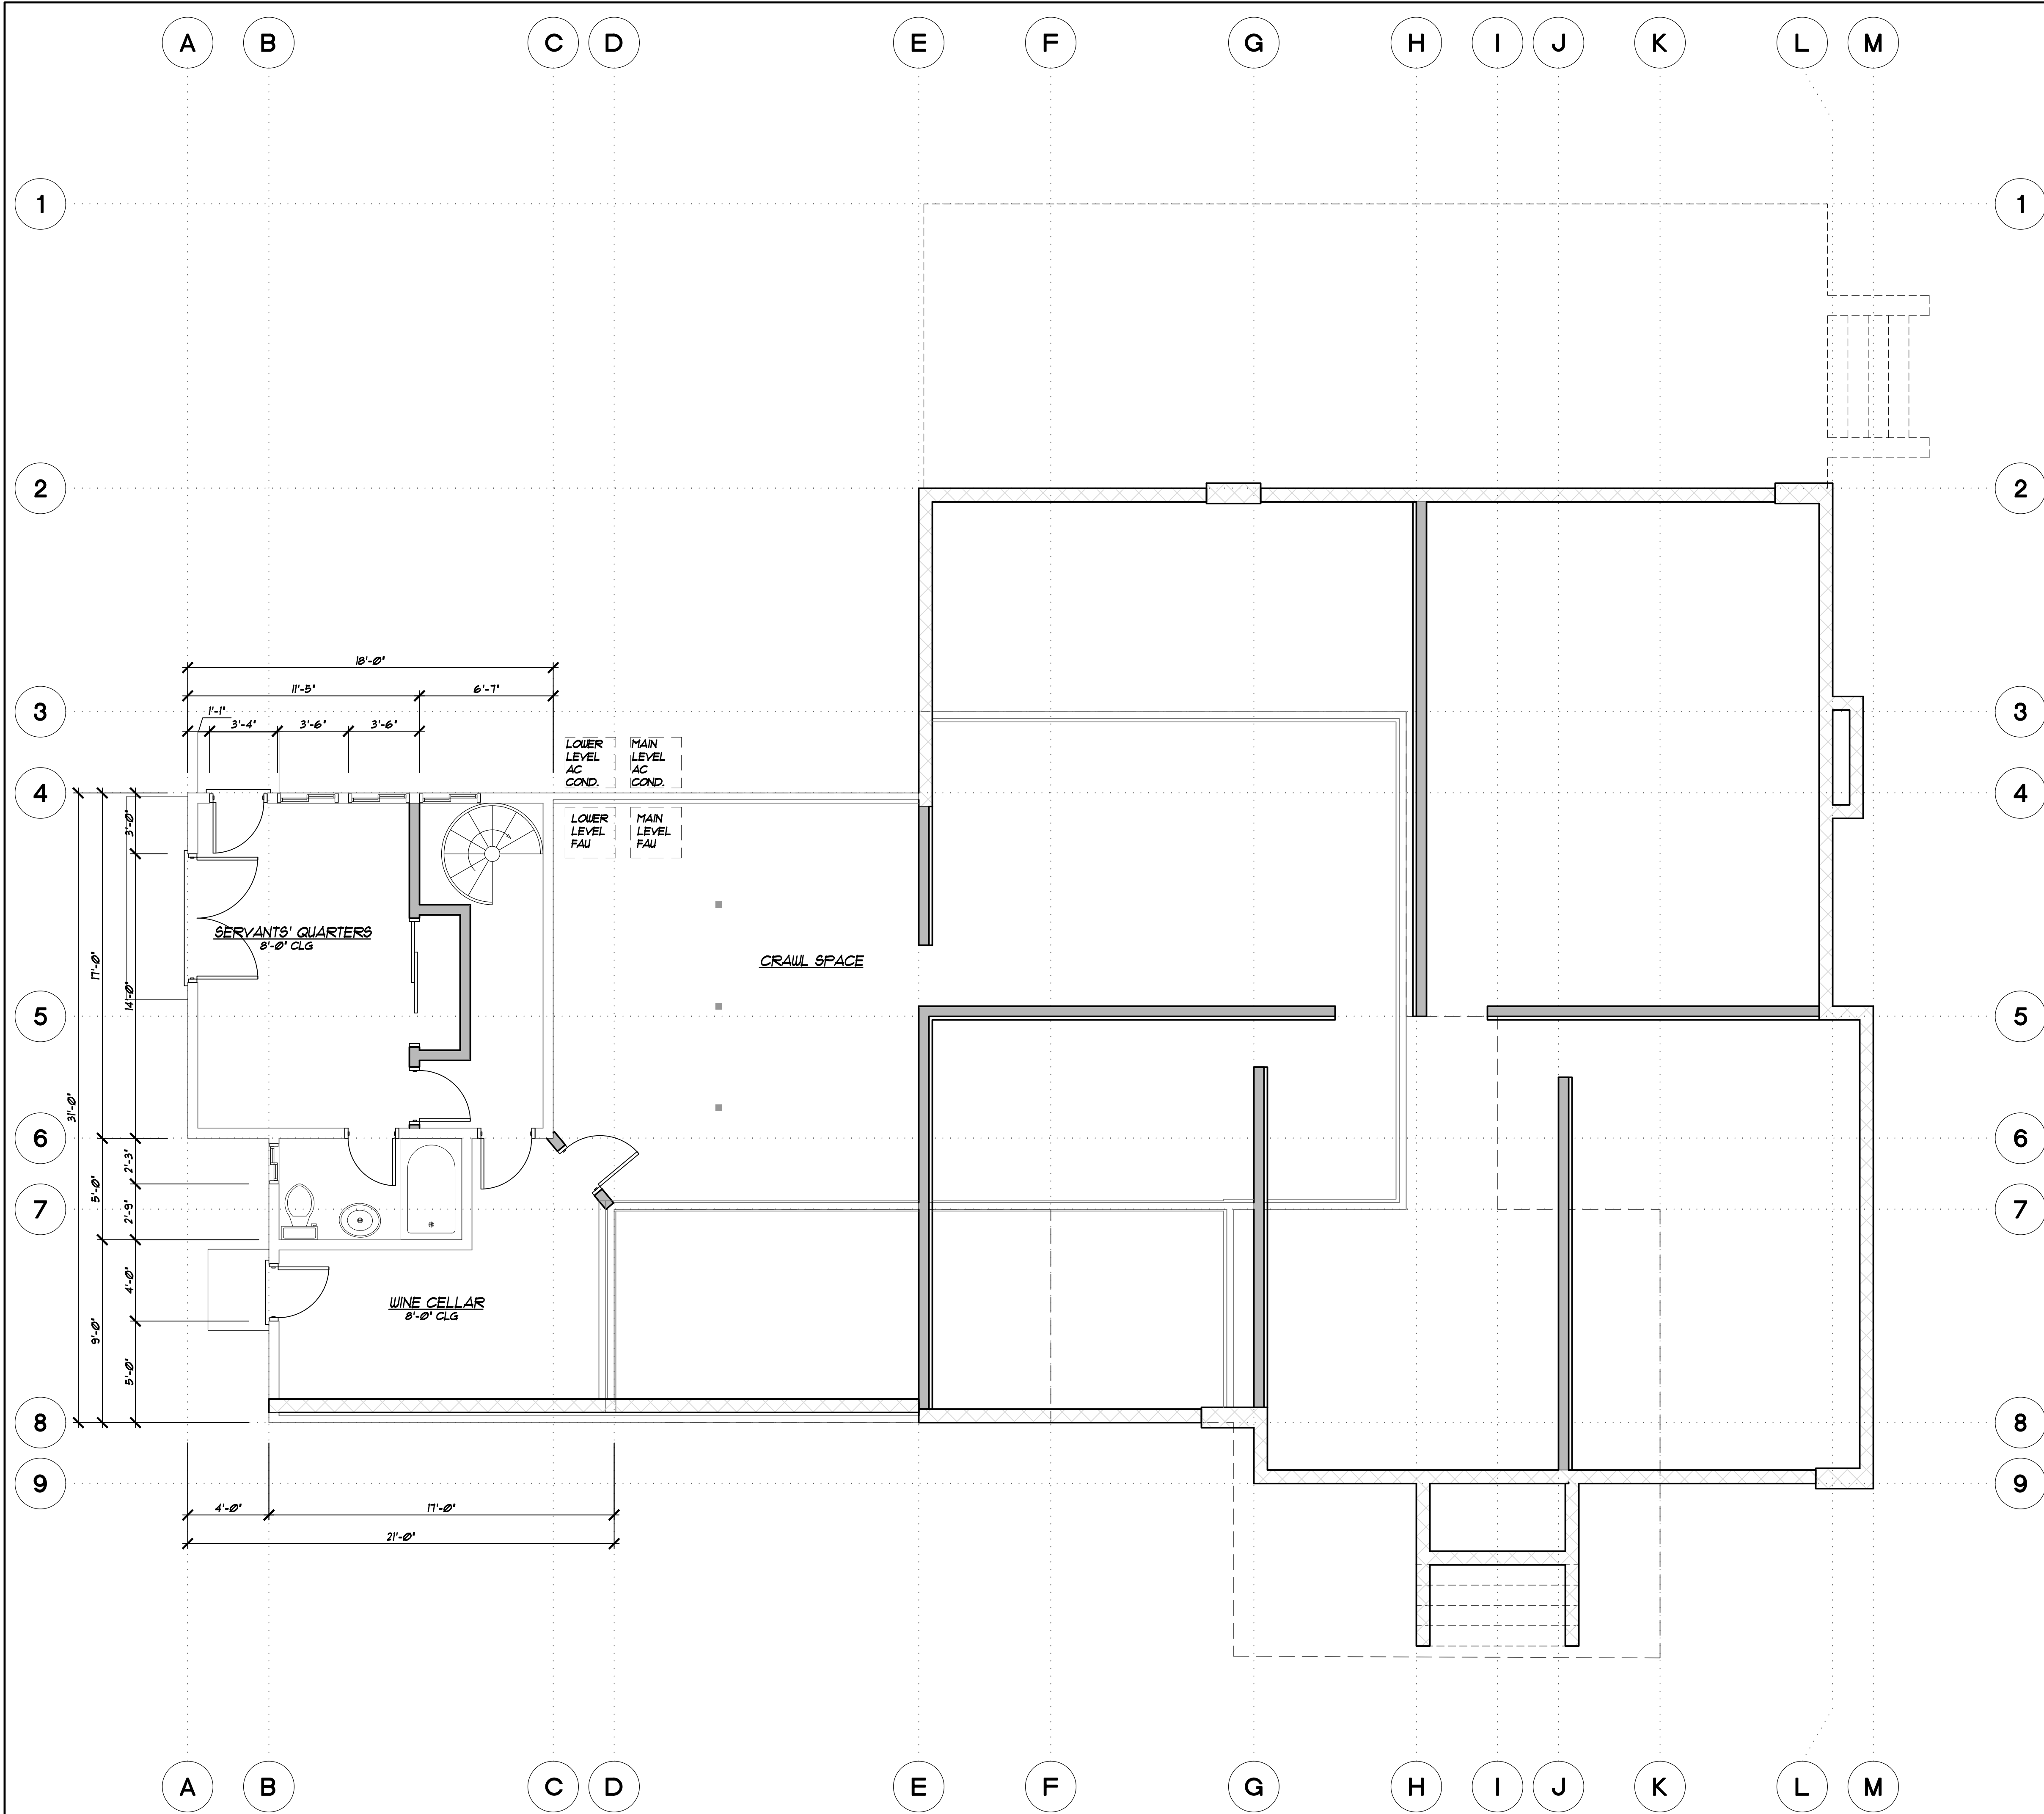 A B C D E F G H I J K L M
1 1
2 2
18'-0"
11'-5" 6'-7"
3 3
1'-1"
3'-4" 3'-6" 3'-6"
LOWER
LEVEL
AC
COND.
MAIN
LEVEL
AC
COND.
4 4
LOWER
LEVEL
FAU
MAIN
LEVEL
FAU
3'-0"
SERVANTS' QUARTERS
8'-0" CLG
CRAWL SPACE
17'-0"
14'-0"
5 5
31'-0"
6 6
2'-3"
5'-0"
2'-9"
7 7
4'-0"
WINE CELLAR
8'-0" CLG
9'-0"
5'-0"
8 8
9 9
4'-0" 17'-0"
21'-0"
A B C D E F G H I J K L M